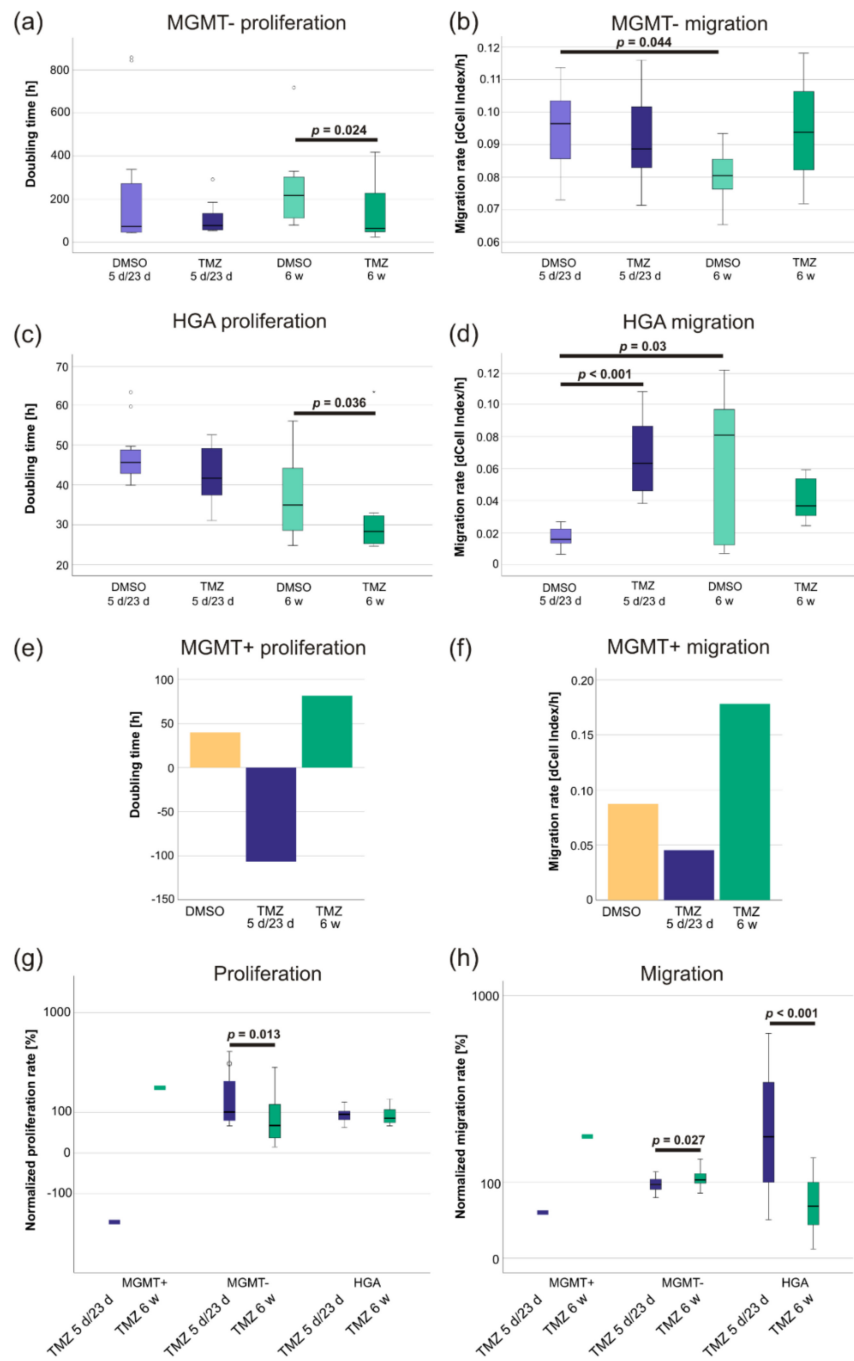 (a) MGMT- proliferation
Doubling time [h]
800
600
400
200
0
p = 0.024
DMSO TMZ DMSO TMZ
5 d/23 d 5 d/23 d 6 w 6 w
(b) MGMT- migration
Migration rate [dCell Index/h]
0.12
0.11
0.10
0.09
0.08
0.07
0.06
p = 0.044
DMSO TMZ DMSO TMZ
5 d/23 d 5 d/23 d 6 w 6 w
(c) HGA proliferation
Doubling time [h]
70
60
50
40
30
20
p = 0.036
DMSO TMZ DMSO TMZ
5 d/23 d 5 d/23 d 6 w 6 w
(d) HGA migration
Migration rate [dCell Index/h]
0.12
0.10
0.08
0.06
0.04
0.02
0
p = 0.03
p < 0.001
DMSO TMZ DMSO TMZ
5 d/23 d 5 d/23 d 6 w 6 w
(e) MGMT+ proliferation
Doubling time [h]
100
50
0
-50
-100
-150
DMSO TMZ TMZ
5 d/23 d 6 w
(f) MGMT+ migration
Migration rate [dCell Index/h]
0.20
0.15
0.10
0.05
0
DMSO TMZ TMZ
5 d/23 d 6 w
(g) Proliferation
Normalized proliferation rate [%]
1000
100
0
-100
p = 0.013
MGMT+ MGMT- HGA
TMZ 5 d/23 d
TMZ 6 w
TMZ 5 d/23 d
TMZ 6 w
TMZ 5 d/23 d
TMZ 6 w
(h) Migration
Normalized migration rate [%]
1000
100
0
p < 0.001
p = 0.027
MGMT+ MGMT- HGA
TMZ 5 d/23 d
TMZ 6 w
TMZ 5 d/23 d
TMZ 6 w
TMZ 5 d/23 d
TMZ 6 w